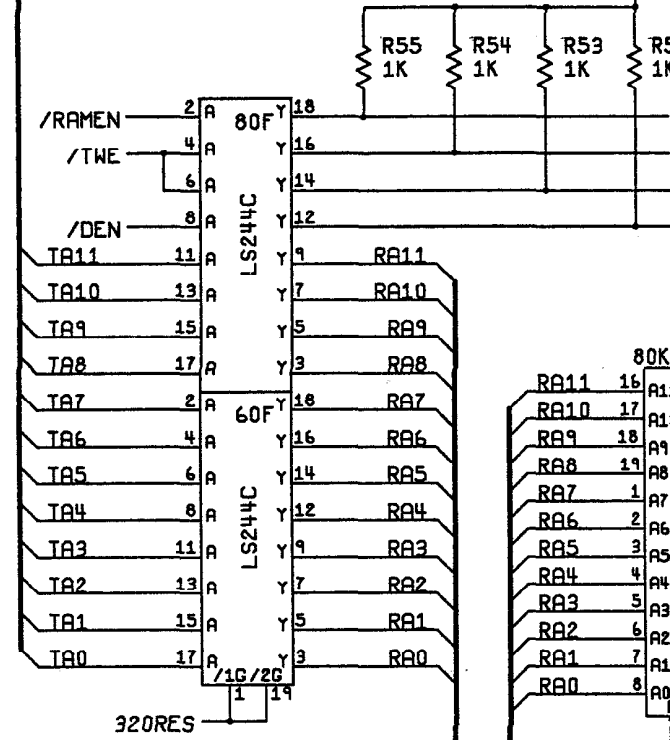 R55 R54 R53 R5
1K 1K 1K 1K
/RAMEN 2 A 80F Y 18
/TWE 4 A Y 16
6 A Y 14
/DEN 8 A Y 12
LS244C
TA11 11 A Y 9 RA11
TA10 13 A Y 7 RA10
TA9 15 A Y 5 RA9
TA8 17 A Y 3 RA8
TA7 2 A 60F Y 18 RA7
TA6 4 A Y 16 RA6
TA5 6 A Y 14 RA5
TA4 8 A Y 12 RA4
LS244C
TA3 11 A Y 9 RA3
TA2 13 A Y 7 RA2
TA1 15 A Y 5 RA1
TA0 17 A Y 3 RA0
/1G /2G
1 19
320RES
80K
RA11 16 A1
RA10 17 A1
RA9 18 A9
RA8 19 A8
RA7 1 A7
RA6 2 A6
RA5 3 A5
RA4 4 A4
RA3 5 A3
RA2 6 A2
RA1 7 A1
RA0 8 A0